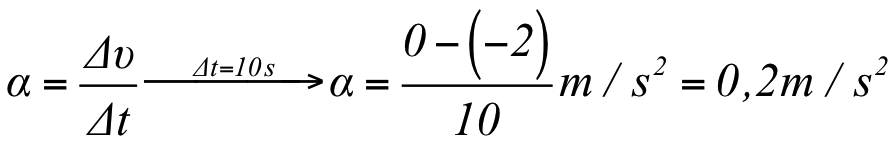 α = Δυ/Δt ⟶(Δt=10s) α = (0−(−2))/10 m / s² = 0,2m / s²